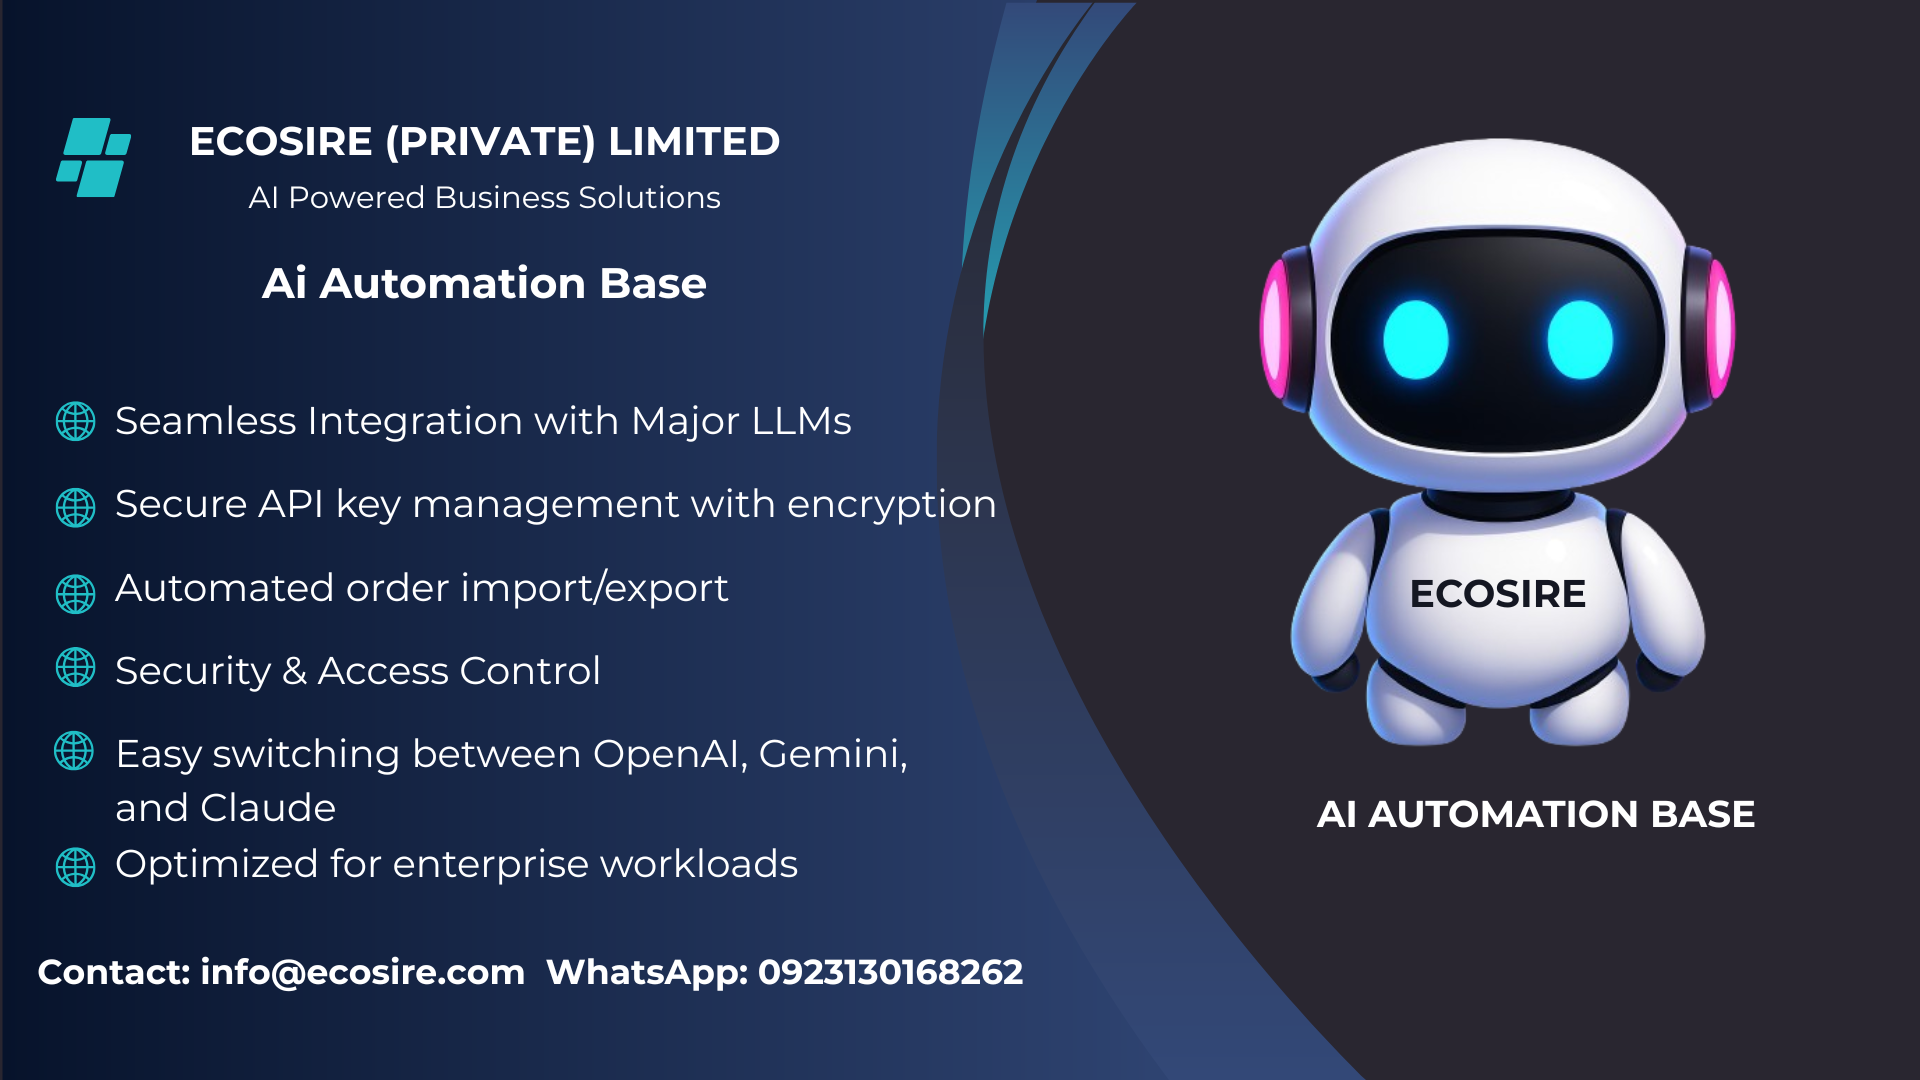 ECOSIRE (PRIVATE) LIMITED
AI Powered Business Solutions
Ai Automation Base
Seamless Integration with Major LLMs
Secure API key management with encryption
Automated order import/export
Security & Access Control
Easy switching between OpenAI, Gemini,
and Claude
Optimized for enterprise workloads
Contact: info@ecosire.com  WhatsApp: 0923130168262
ECOSIRE
AI AUTOMATION BASE